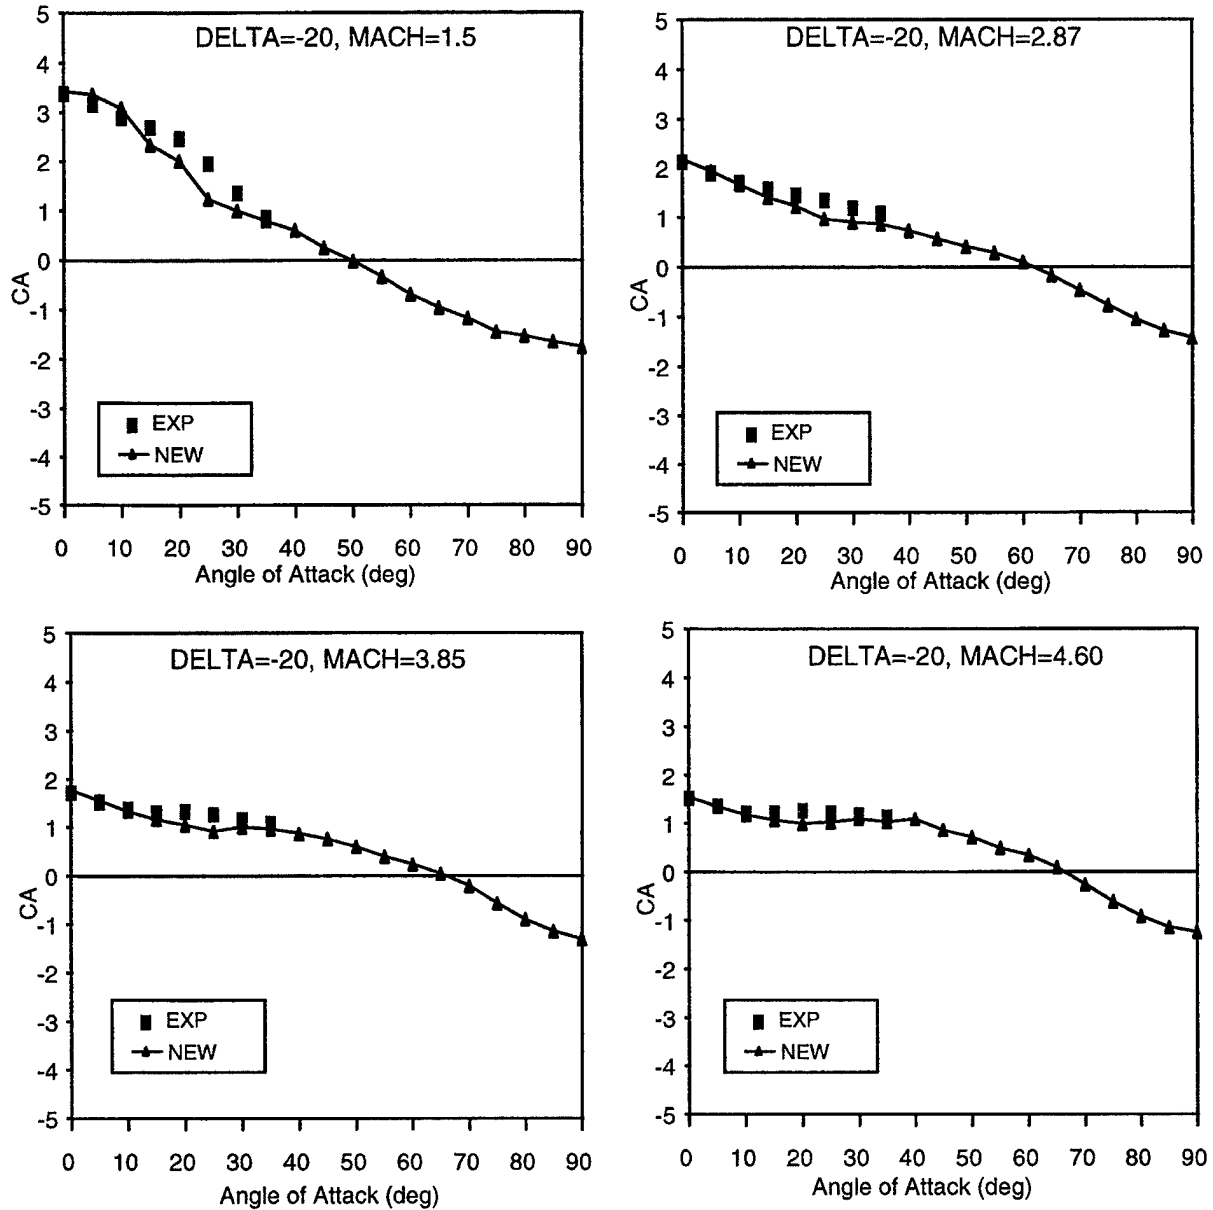 DELTA=-20, MACH=1.5
5
4
3
2
1
0
-1
-2
-3
-4
-5
CA
EXP
NEW
0 10 20 30 40 50 60 70 80 90
Angle of Attack (deg)
DELTA=-20, MACH=2.87
5
4
3
2
1
0
-1
-2
-3
-4
-5
CA
EXP
NEW
0 10 20 30 40 50 60 70 80 90
Angle of Attack (deg)
DELTA=-20, MACH=3.85
5
4
3
2
1
0
-1
-2
-3
-4
-5
CA
EXP
NEW
0 10 20 30 40 50 60 70 80 90
Angle of Attack (deg)
DELTA=-20, MACH=4.60
5
4
3
2
1
0
-1
-2
-3
-4
-5
CA
EXP
NEW
0 10 20 30 40 50 60 70 80 90
Angle of Attack (deg)